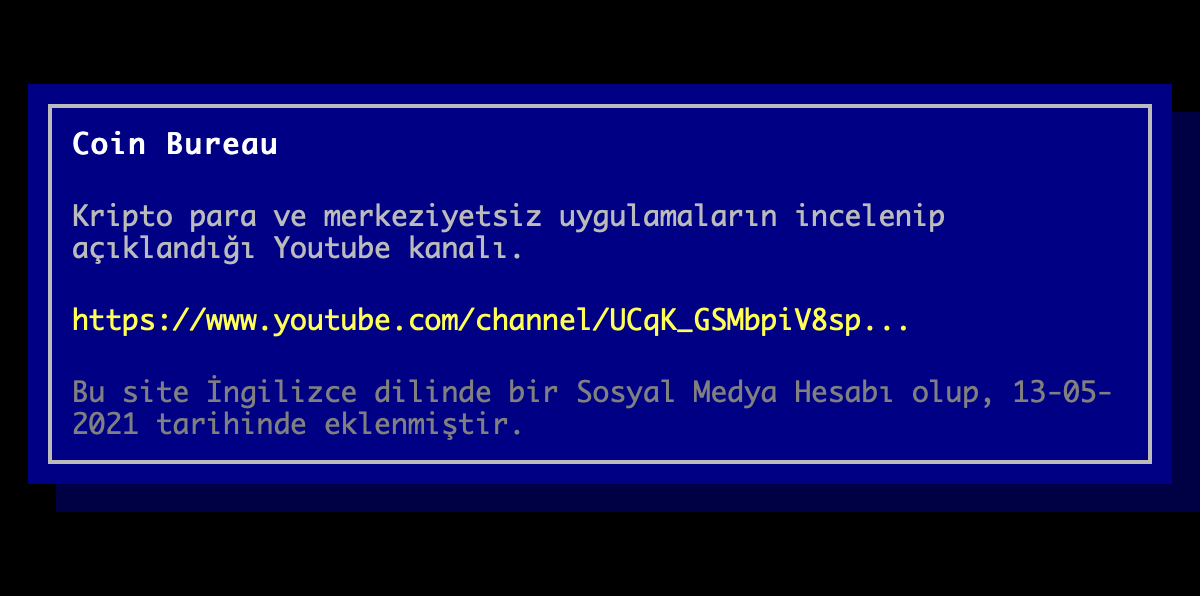 Coin Bureau
Kripto para ve merkeziyetsiz uygulamaların incelenip
açıklandığı Youtube kanalı.
https://www.youtube.com/channel/UCqK_GSMbpiV8sp...
Bu site İngilizce dilinde bir Sosyal Medya Hesabı olup, 13-05-
2021 tarihinde eklenmiştir.